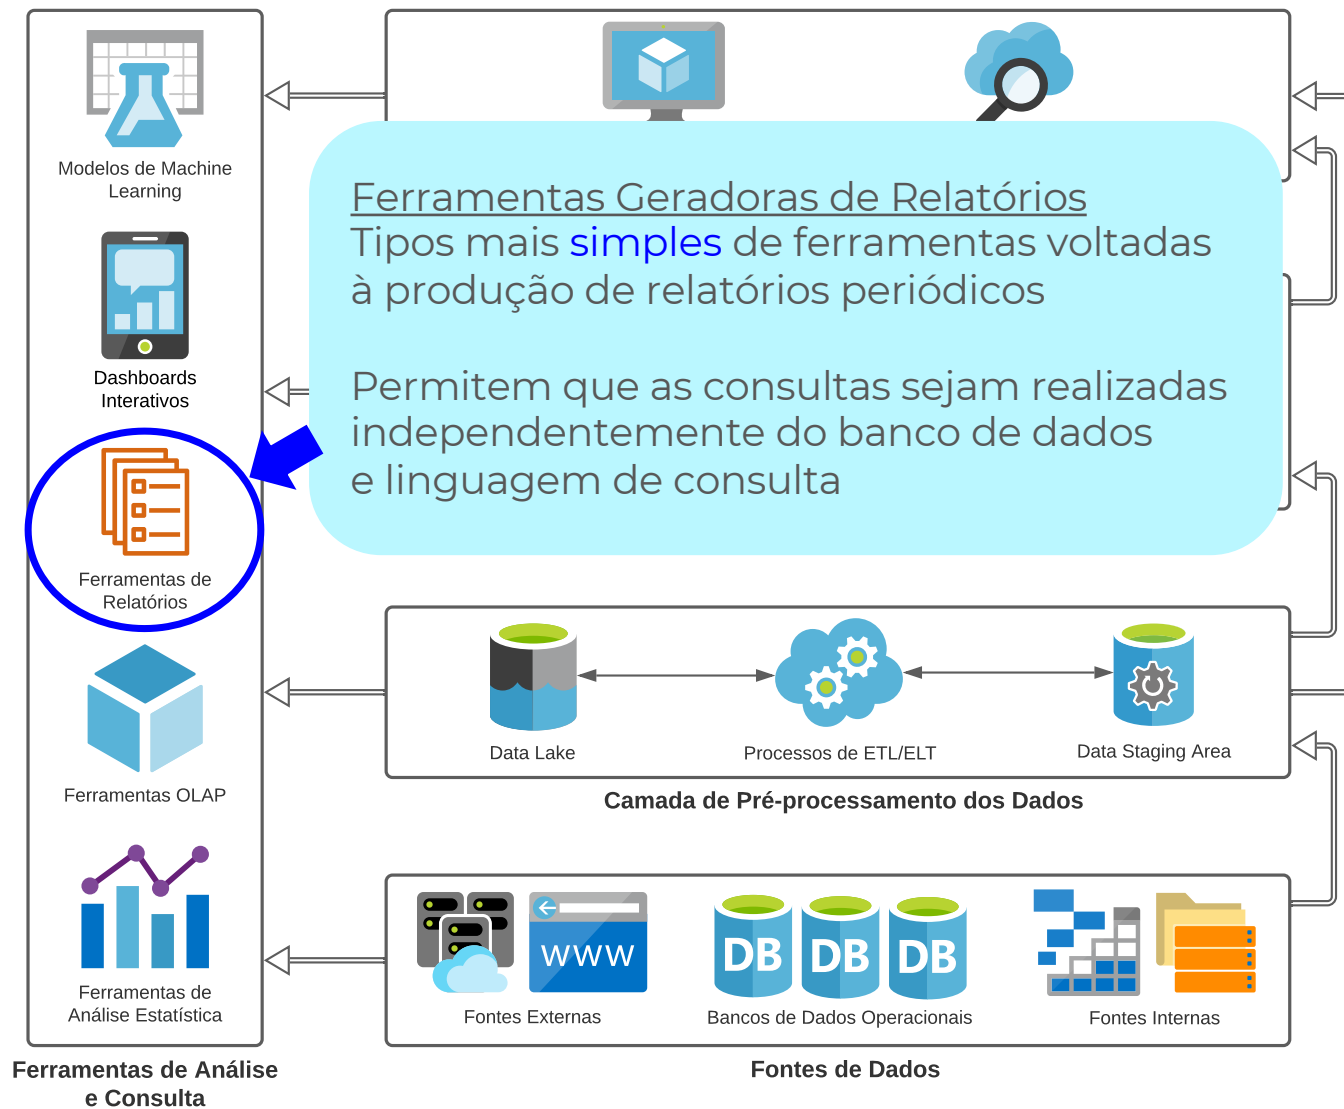 Modelos de Machine
Learning
Dashboards
Interativos
Ferramentas de
Relatórios
Ferramentas OLAP
Ferramentas de
Análise Estatística
Ferramentas de Análise
e Consulta
Ferramentas Geradoras de Relatórios
Tipos mais simples de ferramentas voltadas
à produção de relatórios periódicos
Permitem que as consultas sejam realizadas
independentemente do banco de dados
e linguagem de consulta
Data Lake
Processos de ETL/ELT
Data Staging Area
Camada de Pré-processamento dos Dados
WWW
DB
DB
DB
Fontes Externas
Bancos de Dados Operacionais
Fontes Internas
Fontes de Dados